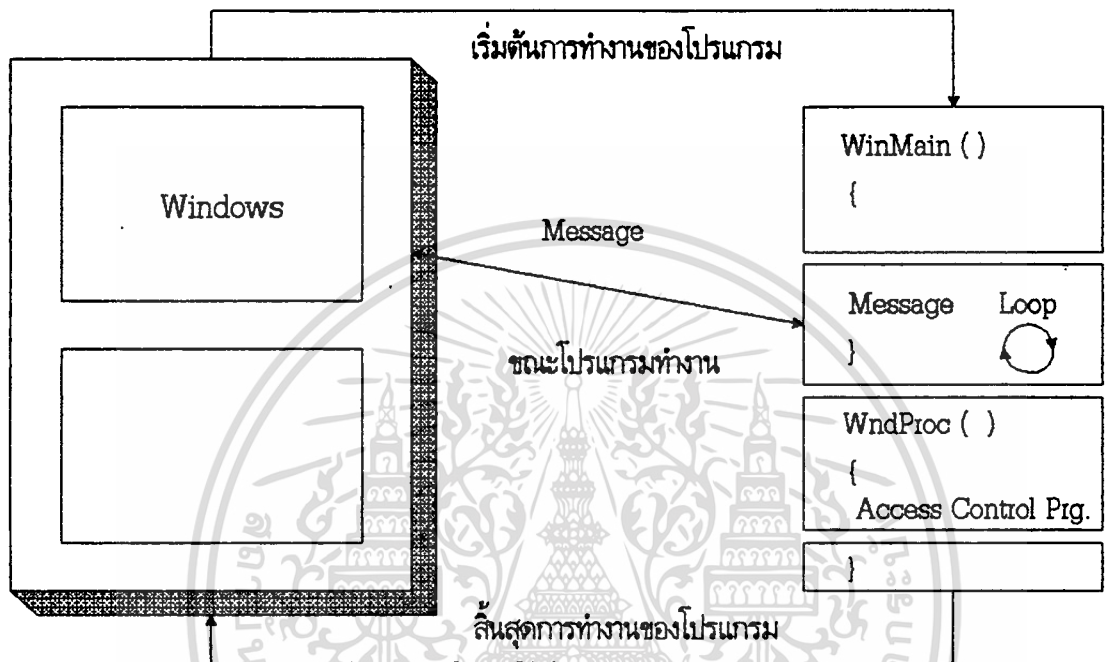 เริ่มต้นการทำงานของโปรแกรม
WinMain ( )
{
Windows
Message
Message Loop
}
ขณะโปรแกรมทำงาน
WndProc ( )
{
Access Control Prg.
}
สิ้นสุดการทำงานของโปรแกรม